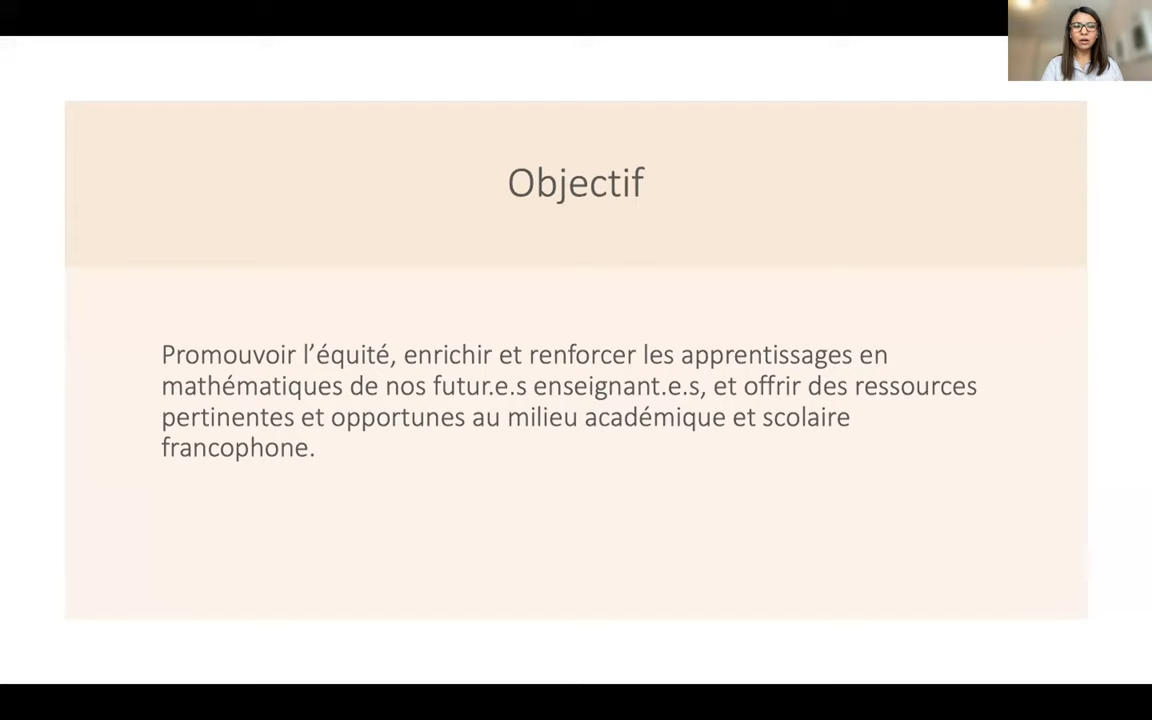 Objectif
Promouvoir l’équité, enrichir et renforcer les apprentissages en
mathématiques de nos futur.e.s enseignant.e.s, et offrir des ressources
pertinentes et opportunes au milieu académique et scolaire
francophone.